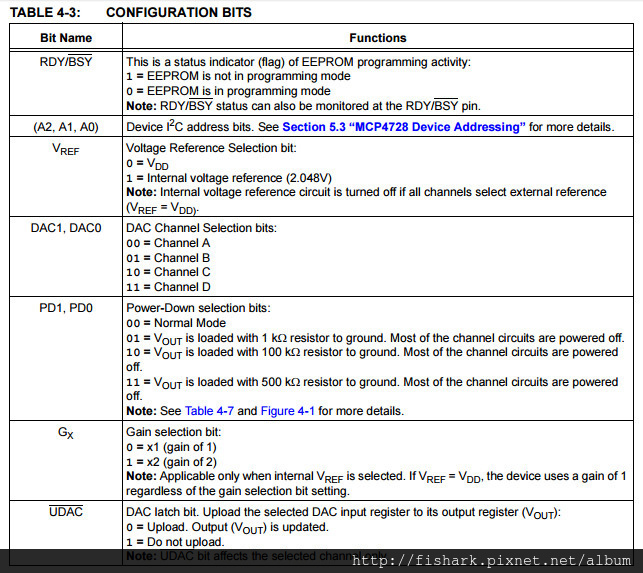 TABLE 4-3: CONFIGURATION BITS
Bit Name Functions
RDY/BSY This is a status indicator (flag) of EEPROM programming activity:
1 = EEPROM is not in programming mode
0 = EEPROM is in programming mode
Note: RDY/BSY status can also be monitored at the RDY/BSY pin.
(A2, A1, A0) Device I2C address bits. See Section 5.3 “MCP4728 Device Addressing” for more details.
VREF Voltage Reference Selection bit:
0 = VDD
1 = Internal voltage reference (2.048V)
Note: Internal voltage reference circuit is turned off if all channels select external reference
(VREF = VDD).
DAC1, DAC0 DAC Channel Selection bits:
00 = Channel A
01 = Channel B
10 = Channel C
11 = Channel D
PD1, PD0 Power-Down selection bits:
00 = Normal Mode
01 = VOUT is loaded with 1 kΩ resistor to ground. Most of the channel circuits are powered off.
10 = VOUT is loaded with 100 kΩ resistor to ground. Most of the channel circuits are powered
off.
11 = VOUT is loaded with 500 kΩ resistor to ground. Most of the channel circuits are powered
off.
Note: See Table 4-7 and Figure 4-1 for more details.
GX Gain selection bit:
0 = x1 (gain of 1)
1 = x2 (gain of 2)
Note: Applicable only when internal VREF is selected. If VREF = VDD, the device uses a gain of 1
regardless of the gain selection bit setting.
UDAC DAC latch bit. Upload the selected DAC input register to its output register (VOUT):
0 = Upload. Output (VOUT) is updated.
1 = Do not upload.
Note: UDAC bit affects the selected channel only.
http://fishark.pixnet.net/album